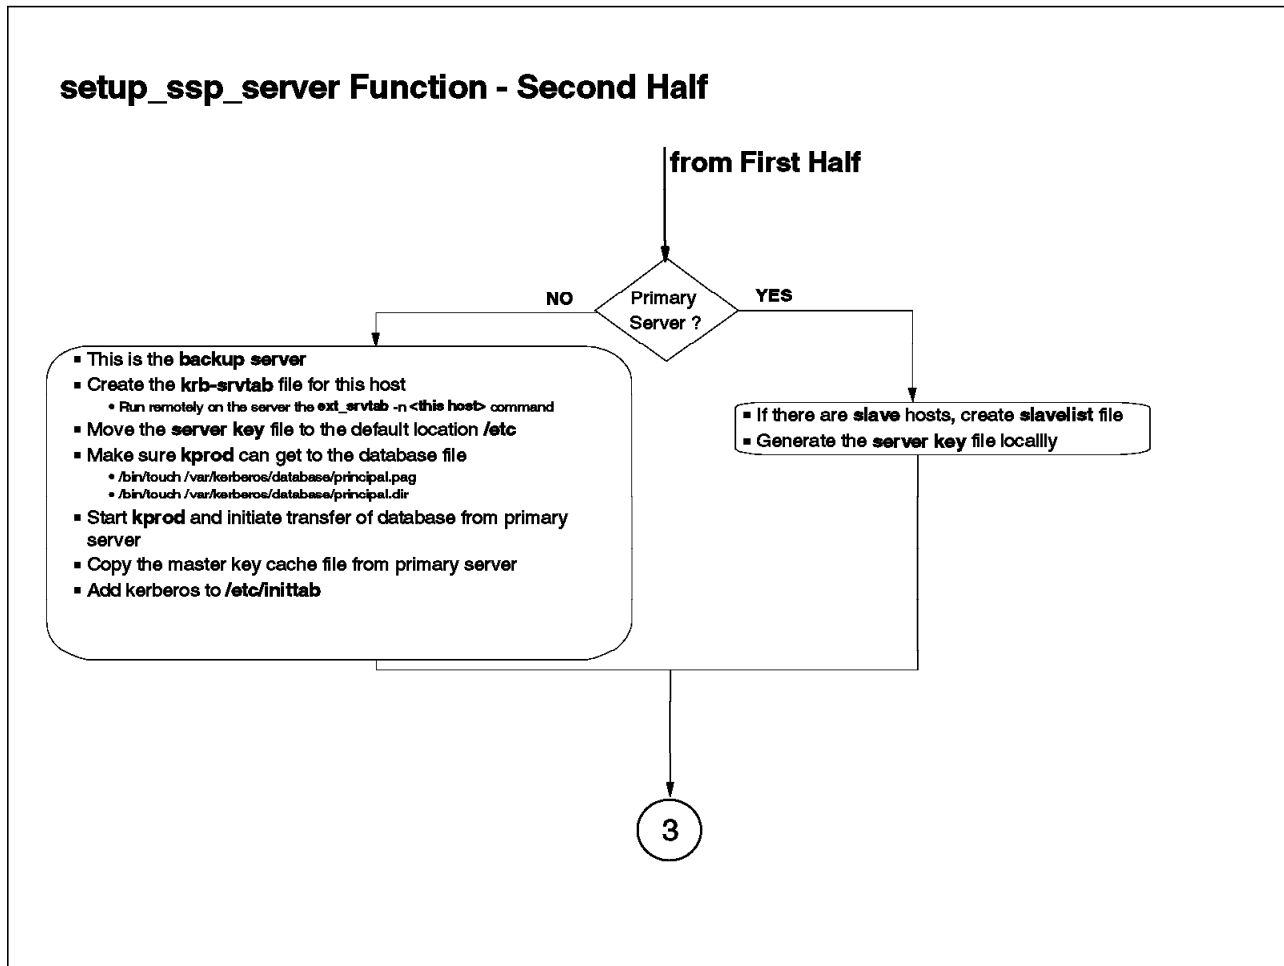 setup_ssp_server Function - Second Half
from First Half
NO
Primary
Server ?
YES
▪ This is the backup server
▪ Create the krb-srvtab file for this host
• Run remotely on the server the ext_srvtab -n <this host> command
▪ Move the server key file to the default location /etc
▪ Make sure kprod can get to the database file
• /bin/touch /var/kerberos/database/principal.pag
• /bin/touch /var/kerberos/database/principal.dir
▪ Start kprod and initiate transfer of database from primary
server
▪ Copy the master key cache file from primary server
▪ Add kerberos to /etc/inittab
▪ If there are slave hosts, create slavelist file
▪ Generate the server key file locallly
3